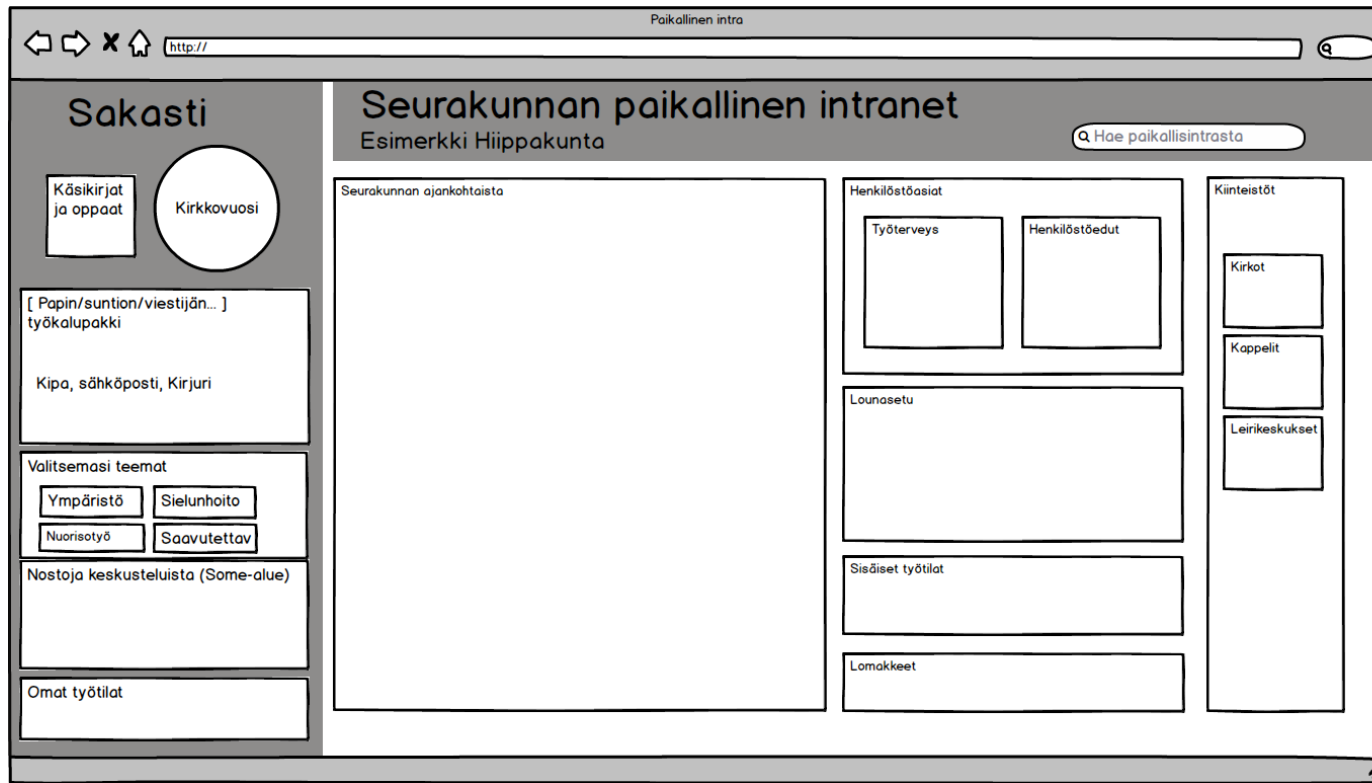 Paikallinen intra
http://
Sakasti
Käsikirjat
ja oppaat
Kirkkovuosi
[ Papin/suntion/viestijän... ]
työkalupakki
Kipa, sähköposti, Kirjuri
Valitsemasi teemat
Ympäristö
Sielunhoito
Nuorisotyö
Saavutettav
Nostoja keskusteluista (Some-alue)
Omat työtilat
Seurakunnan paikallinen intranet
Esimerkki Hiippakunta
Hae paikallisintrasta
Seurakunnan ajankohtaista
Henkilöstöasiat
Työterveys
Henkilöstöedut
Lounasetu
Sisäiset työtilat
Lomakkeet
Kiinteistöt
Kirkot
Kappelit
Leirikeskukset